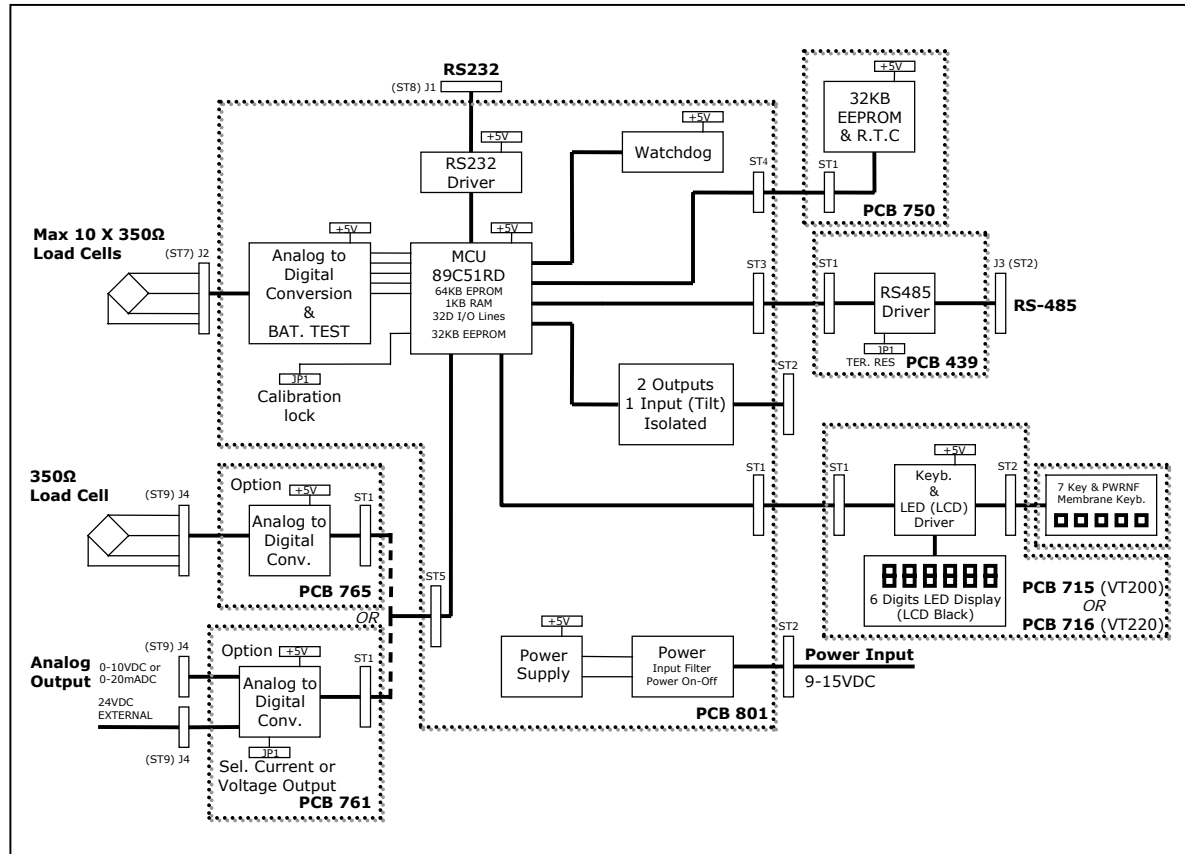 RS232
(ST8) J1
+5V
RS232
Driver
+5V
Watchdog
+5V
32KB
EEPROM
& R.T.C
ST4
ST1
PCB 750
Max 10 X 350Ω
Load Cells
(ST7) J2
+5V
Analog to
Digital
Conversion
&
BAT. TEST
+5V
MCU
89C51RD
64KB EPROM
1KB RAM
32D I/O Lines
32KB EEPROM
JP1
Calibration
lock
ST3
ST1
RS485
Driver
JP1
TER. RES
J3 (ST2)
RS-485
PCB 439
2 Outputs
1 Input (Tilt)
Isolated
ST2
350Ω
Load Cell
(ST9) J4
Option
+5V
Analog to
Digital
Conv.
ST1
PCB 765
OR
ST5
ST1
ST1
+5V
Keyb.
&
LED (LCD)
Driver
ST2
7 Key & PWRNF
Membrane Keyb.
6 Digits LED Display
(LCD Black)
PCB 715 (VT200)
OR
PCB 716 (VT220)
Analog
Output
(ST9) J4
0-10VDC or
0-20mADC
24VDC
EXTERNAL
(ST9) J4
Option
+5V
Analog to
Digital
Conv.
ST1
JP1
Sel. Current or
Voltage Output
PCB 761
+5V
Power
Supply
Power
Input Filter
Power On-Off
ST2
Power Input
9-15VDC
PCB 801